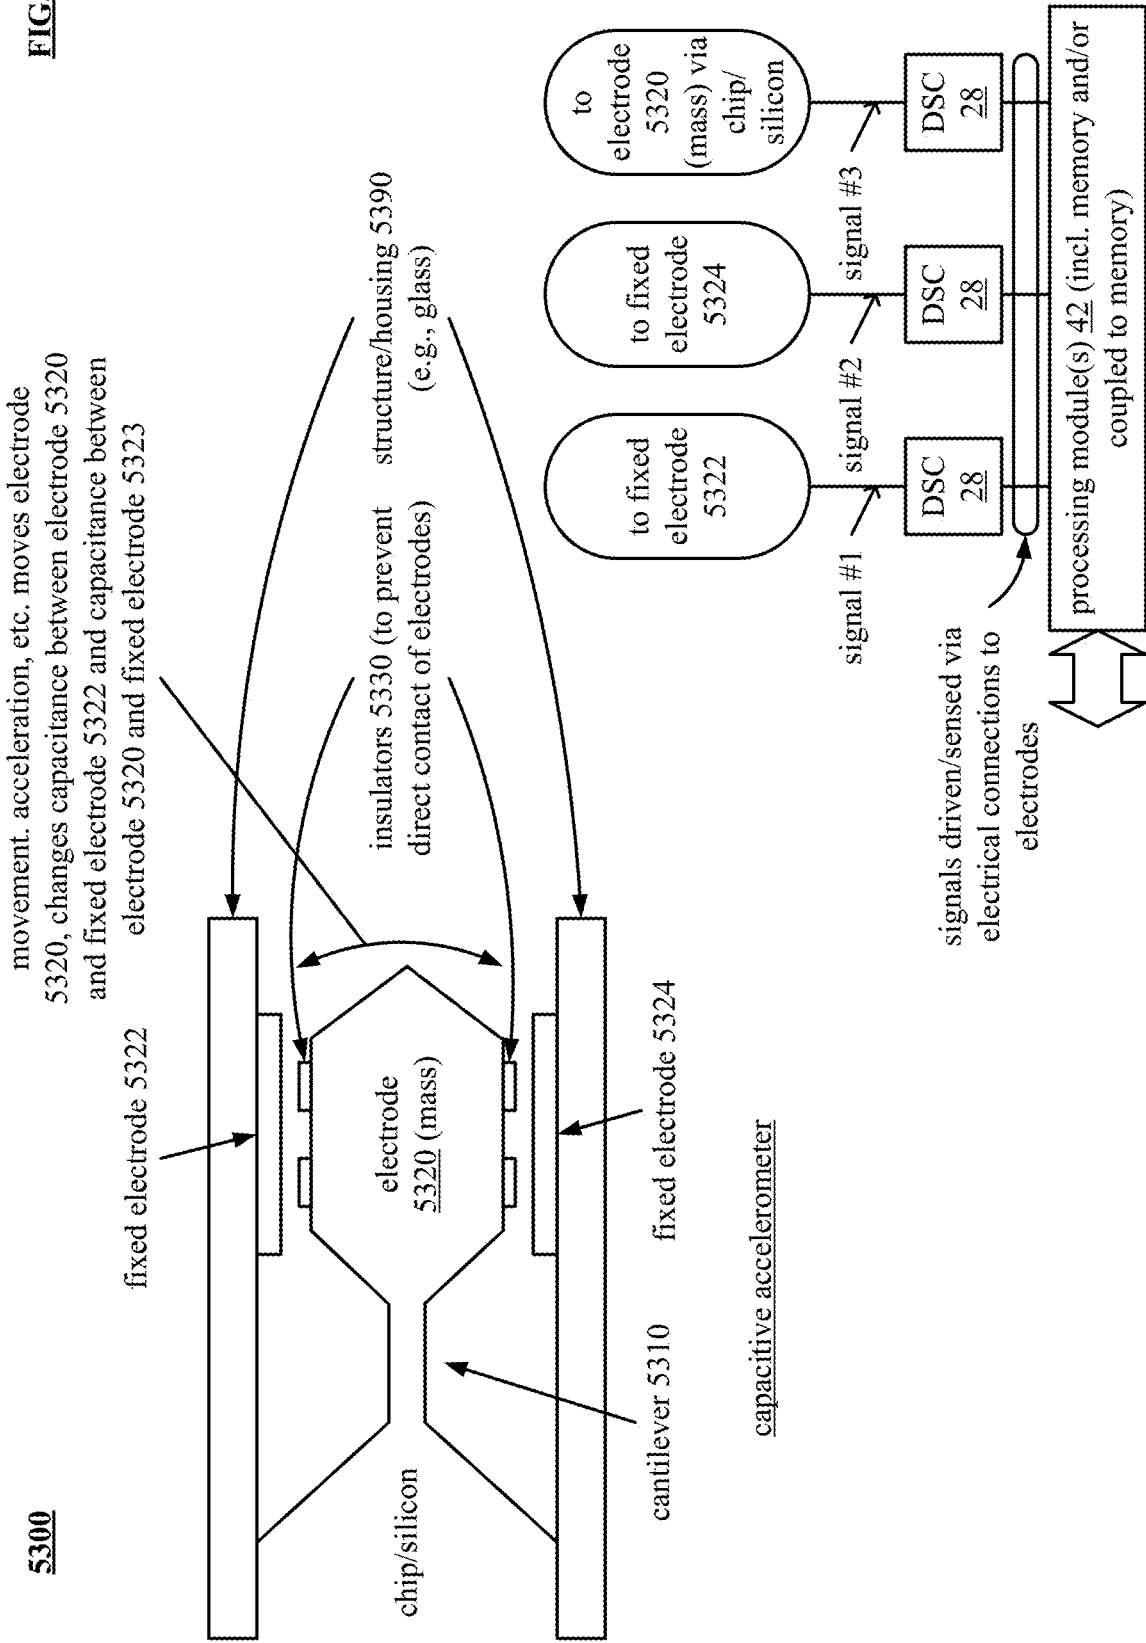 5300
FIG.
movement. acceleration, etc. moves electrode
5320, changes capacitance between electrode 5320
and fixed electrode 5322 and capacitance between
electrode 5320 and fixed electrode 5323
fixed electrode 5322
insulators 5330 (to prevent
direct contact of electrodes)
structure/housing 5390
(e.g., glass)
chip/silicon
electrode
5320 (mass)
cantilever 5310
fixed electrode 5324
capacitive accelerometer
to fixed
electrode
5322
to fixed
electrode
5324
to
electrode
5320
(mass) via
chip/
silicon
signal #1
signal #2
signal #3
DSC
28
DSC
28
DSC
28
signals driven/sensed via
electrical connections to
electrodes
processing module(s) 42 (incl. memory and/or
coupled to memory)